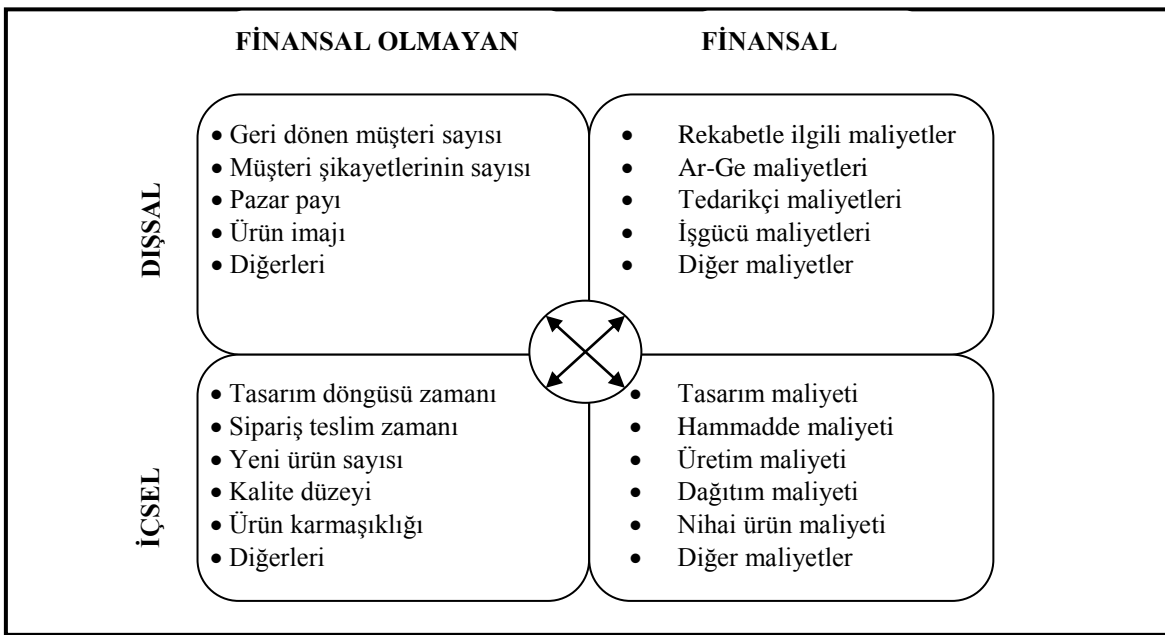 FİNANSAL OLMAYAN
FİNANSAL
DIŞSAL
• Geri dönen müşteri sayısı
• Müşteri şikayetlerinin sayısı
• Pazar payı
• Ürün imajı
• Diğerleri
• Rekabetle ilgili maliyetler
• Ar-Ge maliyetleri
• Tedarikçi maliyetleri
• İşgücü maliyetleri
• Diğer maliyetler
İÇSEL
• Tasarım döngüsü zamanı
• Sipariş teslim zamanı
• Yeni ürün sayısı
• Kalite düzeyi
• Ürün karmaşıklığı
• Diğerleri
• Tasarım maliyeti
• Hammadde maliyeti
• Üretim maliyeti
• Dağıtım maliyeti
• Nihai ürün maliyeti
• Diğer maliyetler